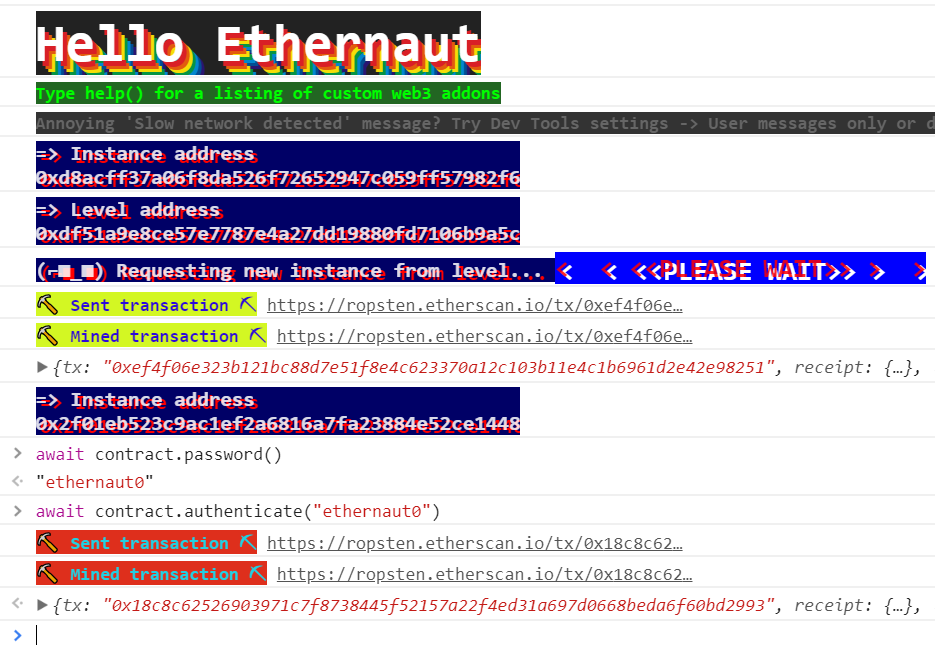 Hello Ethernaut
Type help() for a listing of custom web3 addons
Annoying 'Slow network detected' message? Try Dev Tools settings -> User messages only or d
=> Instance address
0xd8acff37a06f8da526f72652947c059ff57982f6
=> Level address
0xdf51a9e8ce57e7787e4a27dd19880fd7106b9a5c
(⌐■_■) Requesting new instance from level... < < <<PLEASE WAIT>> > >
Sent transaction ⛏ https://ropsten.etherscan.io/tx/0xef4f06e…
Mined transaction ⛏ https://ropsten.etherscan.io/tx/0xef4f06e…
▶{tx: "0xef4f06e323b121bc88d7e51f8e4c623370a12c103b11e4c1b6961d2e42e98251", receipt: {…},
=> Instance address
0x2f01eb523c9ac1ef2a6816a7fa23884e52ce1448
> await contract.password()
< "ethernaut0"
> await contract.authenticate("ethernaut0")
Sent transaction ⛏ https://ropsten.etherscan.io/tx/0x18c8c62…
Mined transaction ⛏ https://ropsten.etherscan.io/tx/0x18c8c62…
< ▶{tx: "0x18c8c62526903971c7f8738445f52157a22f4ed31a697d0668beda6f60bd2993", receipt: {…},
>